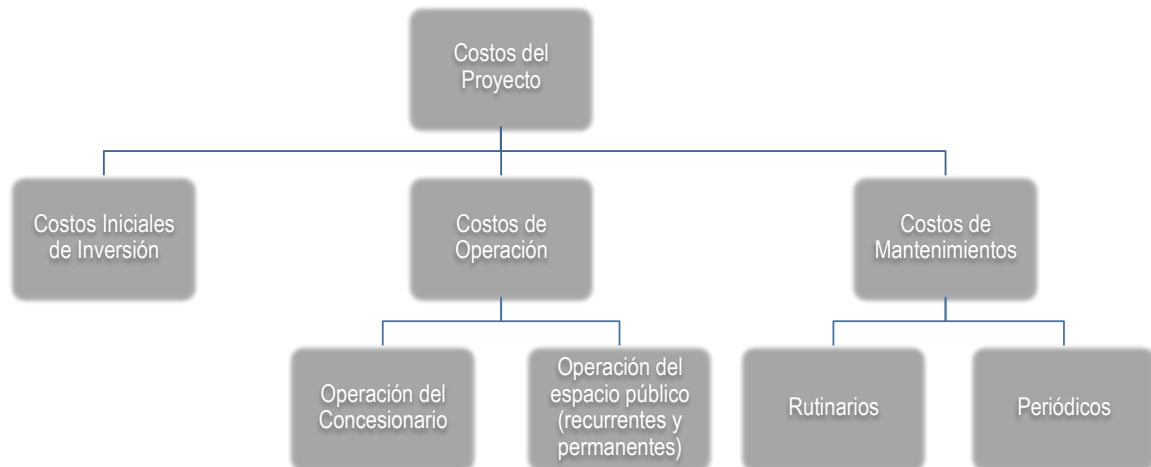 Costos del
Proyecto
Costos Iniciales
de Inversión
Costos de
Operación
Costos de
Mantenimientos
Operación del
Concesionario
Operación del
espacio público
(recurrentes y
permanentes)
Rutinarios
Periódicos